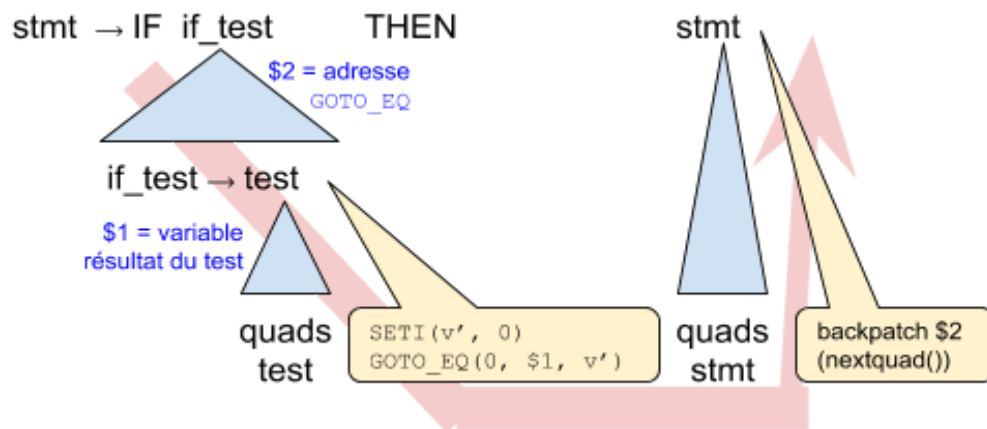 stmt → IF if_test THEN stmt
$2 = adresse
GOTO_EQ
if_test → test
$1 = variable
résultat du test
quads
test
SETI(v’, 0)
GOTO_EQ(0, $1, v’)
quads
stmt
backpatch $2
(nextquad())